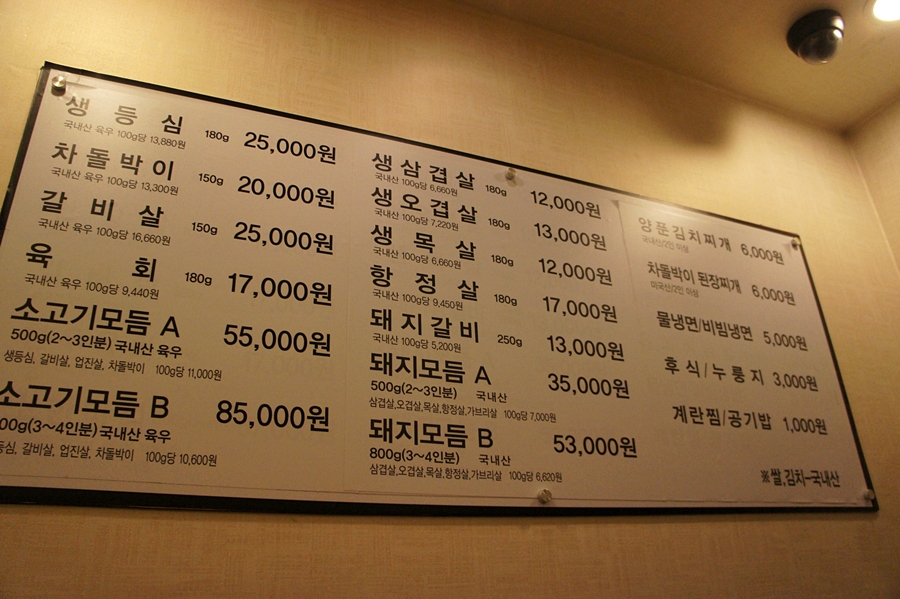 생등심 180g 25,000원
국내산 육우 100g당 13,880원
차돌박이 150g 20,000원
국내산 육우 100g당 13,300원
갈비살 150g 25,000원
국내산 육우 100g당 16,660원
육회 180g 17,000원
국내산 육우 100g당 9,440원
소고기모듬 A 55,000원
500g(2~3인분) 국내산 육우
생등심, 갈비살, 업진살, 차돌박이 100g당 11,000원
소고기모듬 B 85,000원
00g(3~4인분) 국내산 육우
등심, 갈비살, 업진살, 차돌박이 100g당 10,600원
생삼겹살 180g 12,000원
국내산 100g당 6,660원
생오겹살 180g 13,000원
국내산 100g당 7,220원
생목살 180g 12,000원
국내산 100g당 6,660원
항정살 180g 17,000원
국내산 100g당 9,450원
돼지갈비 250g 13,000원
국내산 100g당 5,200원
돼지모듬 A 35,000원
500g(2~3인분) 국내산
삼겹살,오겹살,목살,항정살,가브리살 100g당 7,000원
돼지모듬 B 53,000원
800g(3~4인분) 국내산
삼겹살,오겹살,목살,항정살,가브리살 100g당 6,620원
양푼김치찌개 6,000원
국내산/2인 이상
차돌박이 된장찌개 6,000원
미국산/2인 이상
물냉면/비빔냉면 5,000원
후식/누룽지 3,000원
계란찜/공기밥 1,000원
※쌀,김치-국내산